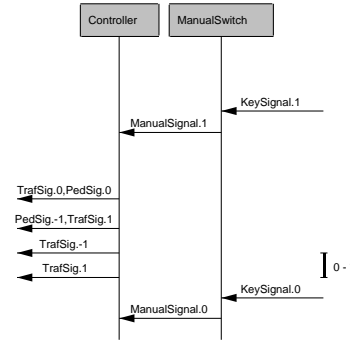 Controller
ManualSwitch
KeySignal.1
ManualSignal.1
TrafSig.0,PedSig.0
PedSig.-1,TrafSig.1
TrafSig.-1
TrafSig.1
0 -
KeySignal.0
ManualSignal.0